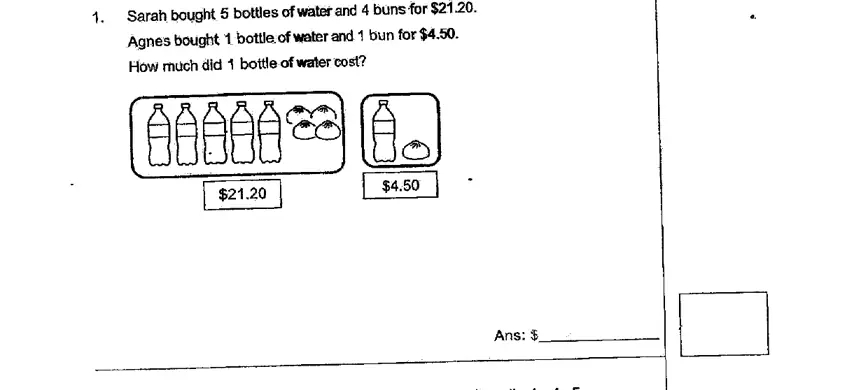 1. Sarah bought 5 bottles of water and 4 buns for $21.20.
Agnes bought 1 bottle of water and 1 bun for $4.50.
How much did 1 bottle of water cost?
$21.20
$4.50
Ans: $